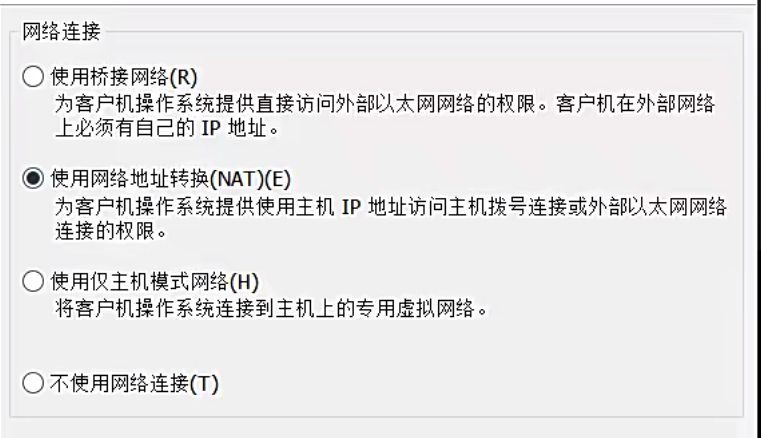 网络连接
使用桥接网络(R)
为客户机操作系统提供直接访问外部以太网网络的权限。客户机在外部网络
上必须有自己的 IP 地址。
使用网络地址转换(NAT)(E)
为客户机操作系统提供使用主机 IP 地址访问主机拨号连接或外部以太网网络
连接的权限。
使用仅主机模式网络(H)
将客户机操作系统连接到主机上的专用虚拟网络。
不使用网络连接(T)